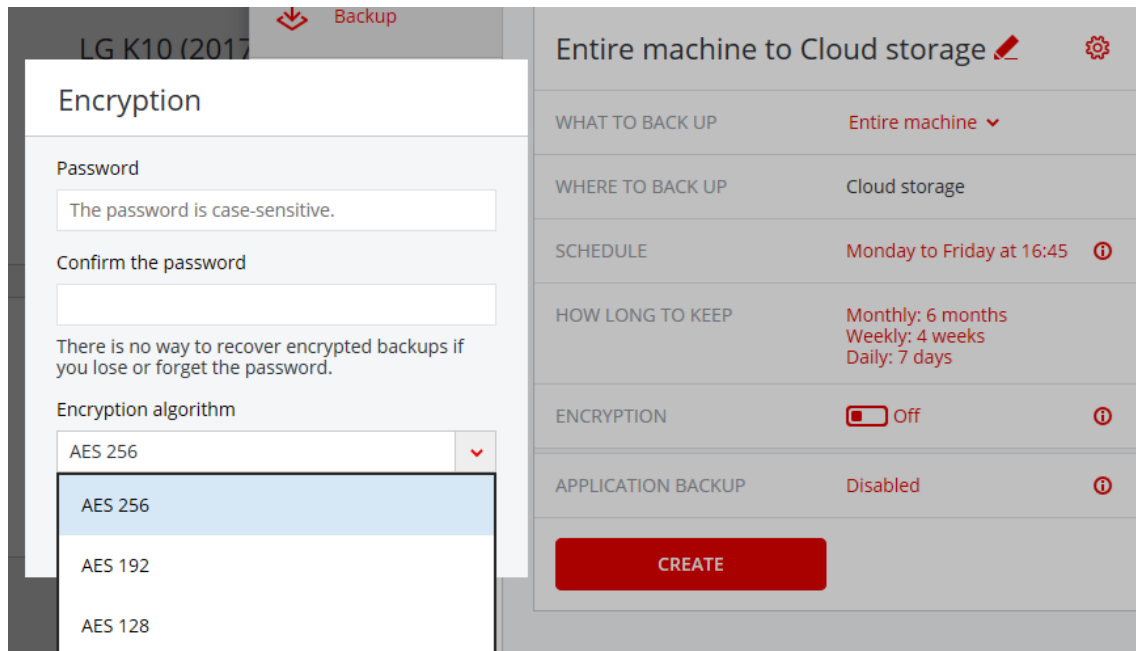 Backup
LG K10 (2017
Encryption
Password
The password is case-sensitive.
Confirm the password
There is no way to recover encrypted backups if
you lose or forget the password.
Encryption algorithm
AES 256
AES 256
AES 192
AES 128
Entire machine to Cloud storage
WHAT TO BACK UP
Entire machine
WHERE TO BACK UP
Cloud storage
SCHEDULE
Monday to Friday at 16:45
HOW LONG TO KEEP
Monthly: 6 months
Weekly: 4 weeks
Daily: 7 days
ENCRYPTION
Off
APPLICATION BACKUP
Disabled
CREATE